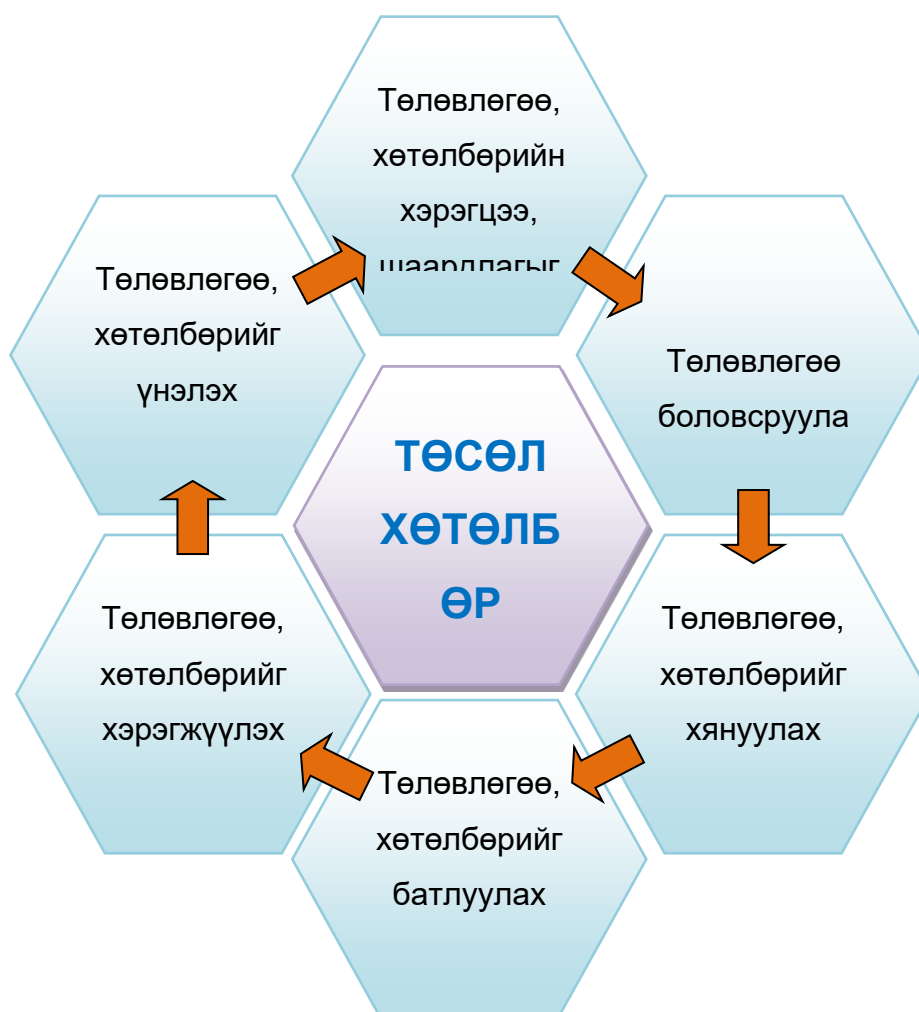 Төлөвлөгөө,
хөтөлбөрийн
хэрэгцээ,
шаардлагыг
Төлөвлөгөө
боловсруула
Төлөвлөгөө,
хөтөлбөрийг
хянуулах
Төлөвлөгөө,
хөтөлбөрийг
батлуулах
Төлөвлөгөө,
хөтөлбөрийг
хэрэгжүүлэх
Төлөвлөгөө,
хөтөлбөрийг
үнэлэх
ТӨСӨЛ
ХӨТӨЛБ
ӨР